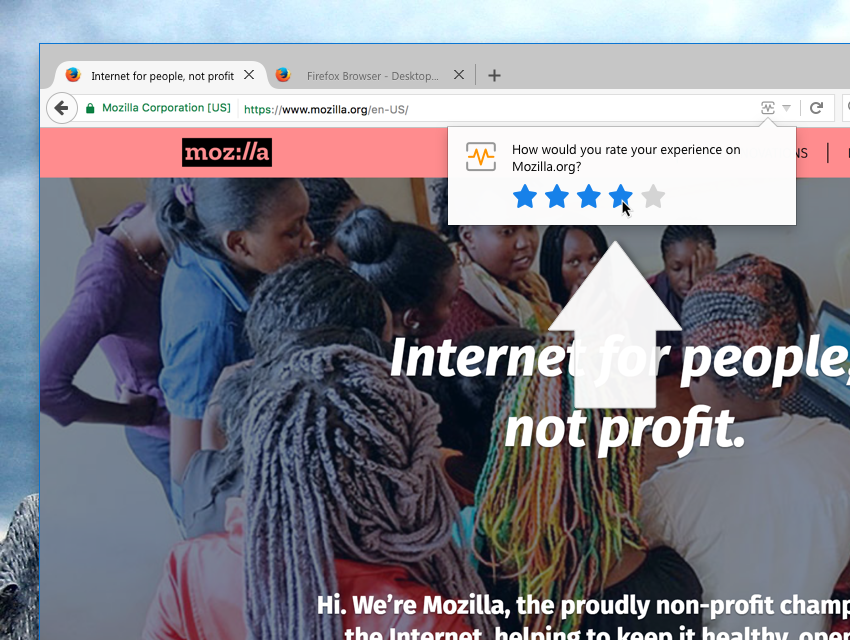 Internet for people, not profit
Firefox Browser - Desktop...
Mozilla Corporation [US]
https://www.mozilla.org/en-US/
moz://a
How would you rate your experience on
Mozilla.org?
Internet for people,
not profit.
Hi. We're Mozilla, the proudly non-profit champ
the Internet, helping to keep it healthy, open